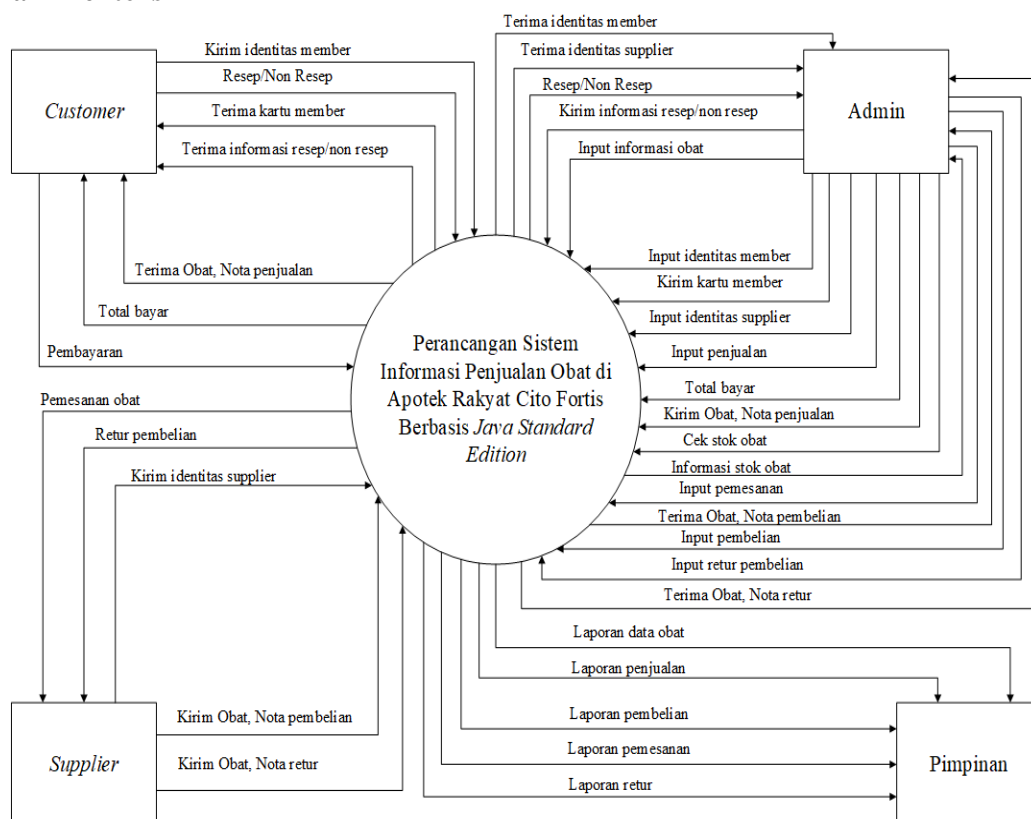 Terima identitas member
Kirim identitas member
Terima identitas supplier
Resep/Non Resep
Resep/Non Resep
Customer
Terima kartu member
Kirim informasi resep/non resep
Admin
Terima informasi resep/non resep
Input informasi obat
Input identitas member
Terima Obat, Nota penjualan
Kirim kartu member
Total bayar
Input identitas supplier
Pembayaran
Perancangan Sistem
Informasi Penjualan Obat di
Apotek Rakyat Cito Fortis
Berbasis Java Standard
Edition
Input penjualan
Total bayar
Pemesanan obat
Kirim Obat, Nota penjualan
Retur pembelian
Cek stok obat
Kirim identitas supplier
Informasi stok obat
Input pemesanan
Terima Obat, Nota pembelian
Input pembelian
Input retur pembelian
Terima Obat, Nota retur
Laporan data obat
Laporan penjualan
Kirim Obat, Nota pembelian
Laporan pembelian
Supplier
Kirim Obat, Nota retur
Laporan pemesanan
Pimpinan
Laporan retur